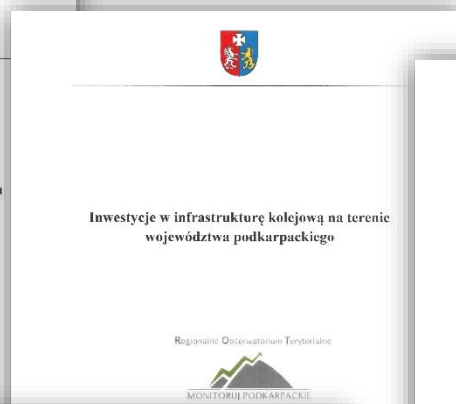 Inwestycje w infrastrukturę kolejową na terenie
województwa podkarpackiego
Regionalne Obserwatorium Terytorialne
MONITORUJ PODKARPACKIE